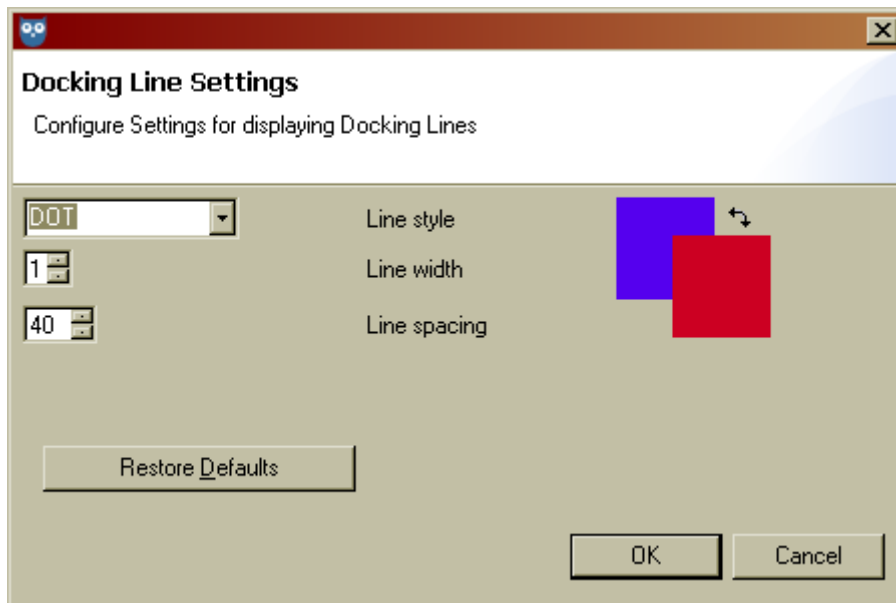 Docking Line Settings
Configure Settings for displaying Docking Lines
DOT Line style
1 Line width
40 Line spacing
Restore Defaults
OK Cancel